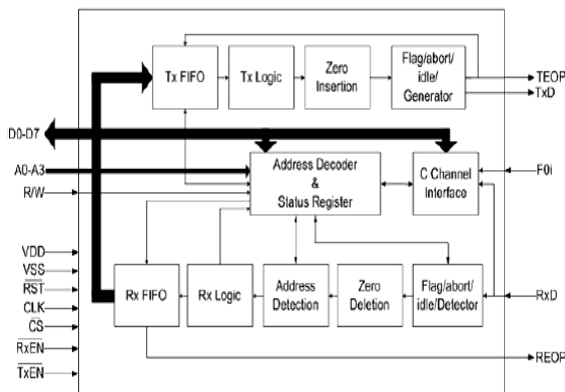 Tx FIFO
Tx Logic
Zero
Insertion
Flag/abort/
idle/
Generator
TEOP
TxD
D0-D7
A0-A3
R/W
Address Decoder
&
Status Register
C Channel
Interface
F0i
VDD
VSS
RST
CLK
CS
RxEN
TxEN
Rx FIFO
Rx Logic
Address
Detection
Zero
Deletion
Flag/abort/
idle/Detector
RxD
REOP